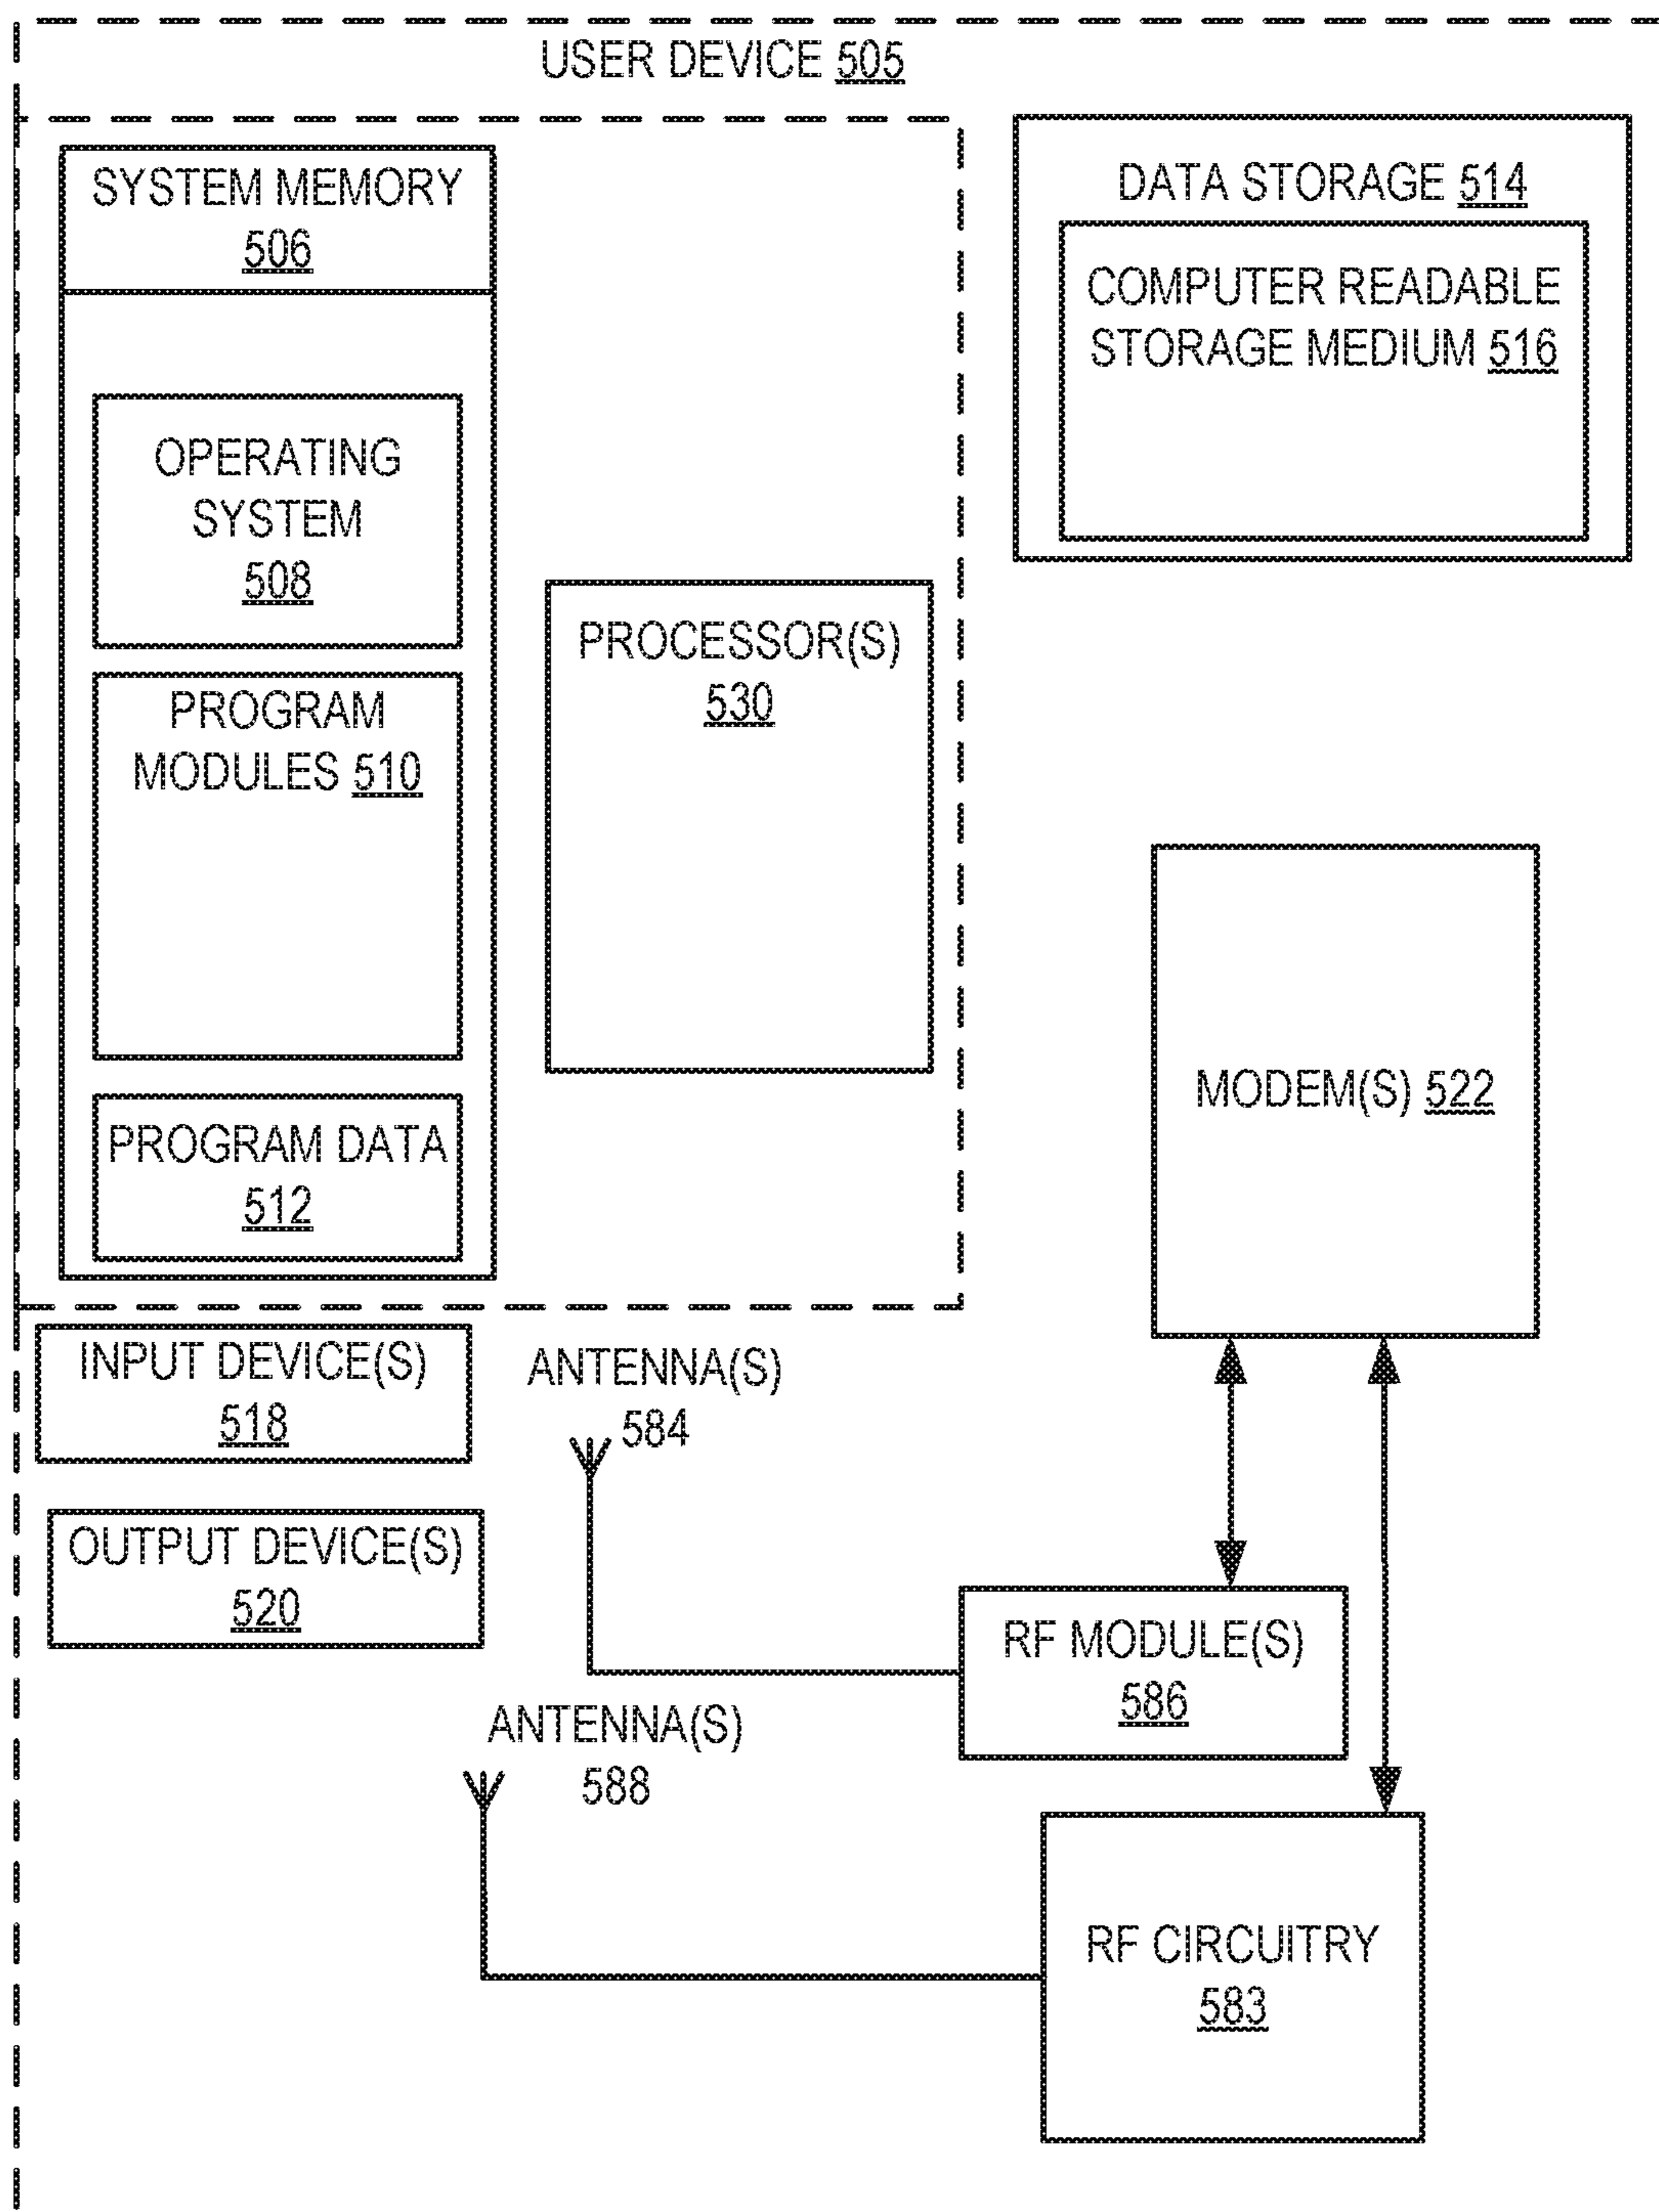 USER DEVICE 505
SYSTEM MEMORY
506
OPERATING
SYSTEM
508
PROGRAM
MODULES 510
PROGRAM DATA
512
PROCESSOR(S)
530
DATA STORAGE 514
COMPUTER READABLE
STORAGE MEDIUM 516
MODEM(S) 522
INPUT DEVICE(S)
518
OUTPUT DEVICE(S)
520
ANTENNA(S)
584
RF MODULE(S)
586
ANTENNA(S)
588
RF CIRCUITRY
583